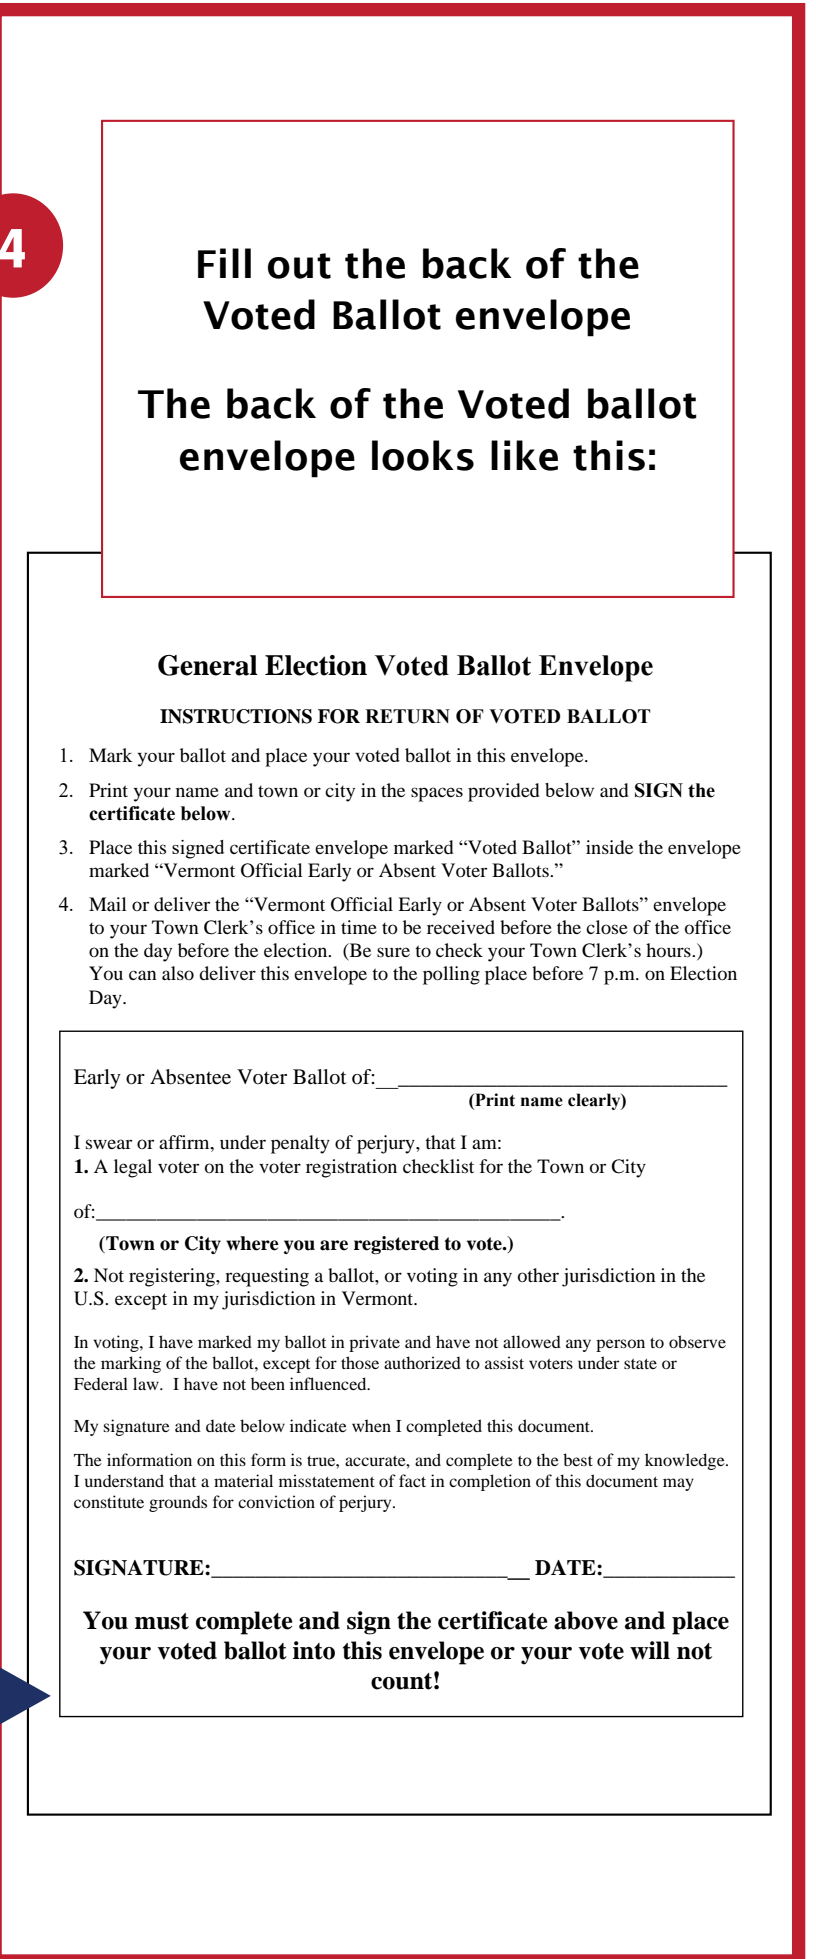 4
Fill out the back of the
Voted Ballot envelope
The back of the Voted ballot
envelope looks like this:
General Election Voted Ballot Envelope
INSTRUCTIONS FOR RETURN OF VOTED BALLOT
1. Mark your ballot and place your voted ballot in this envelope.
2. Print your name and town or city in the spaces provided below and SIGN the
certificate below.
3. Place this signed certificate envelope marked “Voted Ballot” inside the envelope
marked “Vermont Official Early or Absent Voter Ballots.”
4. Mail or deliver the “Vermont Official Early or Absent Voter Ballots” envelope
to your Town Clerk’s office in time to be received before the close of the office
on the day before the election. (Be sure to check your Town Clerk’s hours.)
You can also deliver this envelope to the polling place before 7 p.m. on Election
Day.
Early or Absentee Voter Ballot of:________________________________
(Print name clearly)
I swear or affirm, under penalty of perjury, that I am:
1. A legal voter on the voter registration checklist for the Town or City
of:______________________________________________.
(Town or City where you are registered to vote.)
2. Not registering, requesting a ballot, or voting in any other jurisdiction in the
U.S. except in my jurisdiction in Vermont.
In voting, I have marked my ballot in private and have not allowed any person to observe
the marking of the ballot, except for those authorized to assist voters under state or
Federal law. I have not been influenced.
My signature and date below indicate when I completed this document.
The information on this form is true, accurate, and complete to the best of my knowledge.
I understand that a material misstatement of fact in completion of this document may
constitute grounds for conviction of perjury.
SIGNATURE:_____________________________ DATE:____________
You must complete and sign the certificate above and place
your voted ballot into this envelope or your vote will not
count!